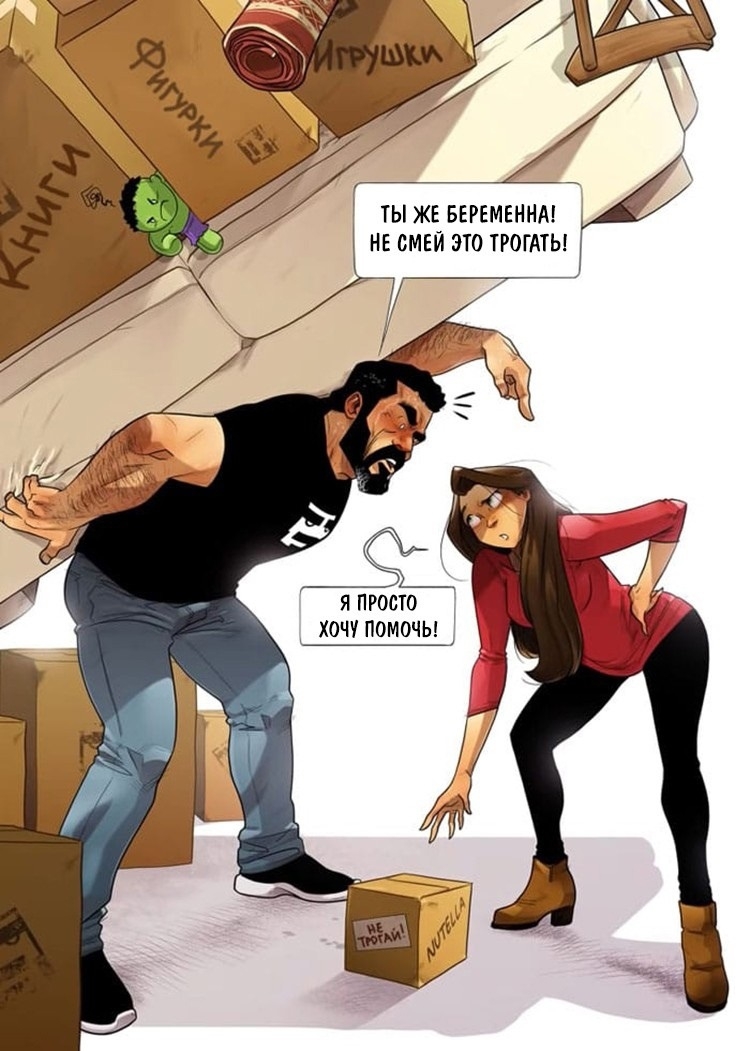 Игрушки
Фигурки
Книги
ТЫ ЖЕ БЕРЕМЕННА!
НЕ СМЕЙ ЭТО ТРОГАТЬ!
Я ПРОСТО
ХОЧУ ПОМОЧЬ!
НЕ
ТРОГАЙ!
NUTELLA